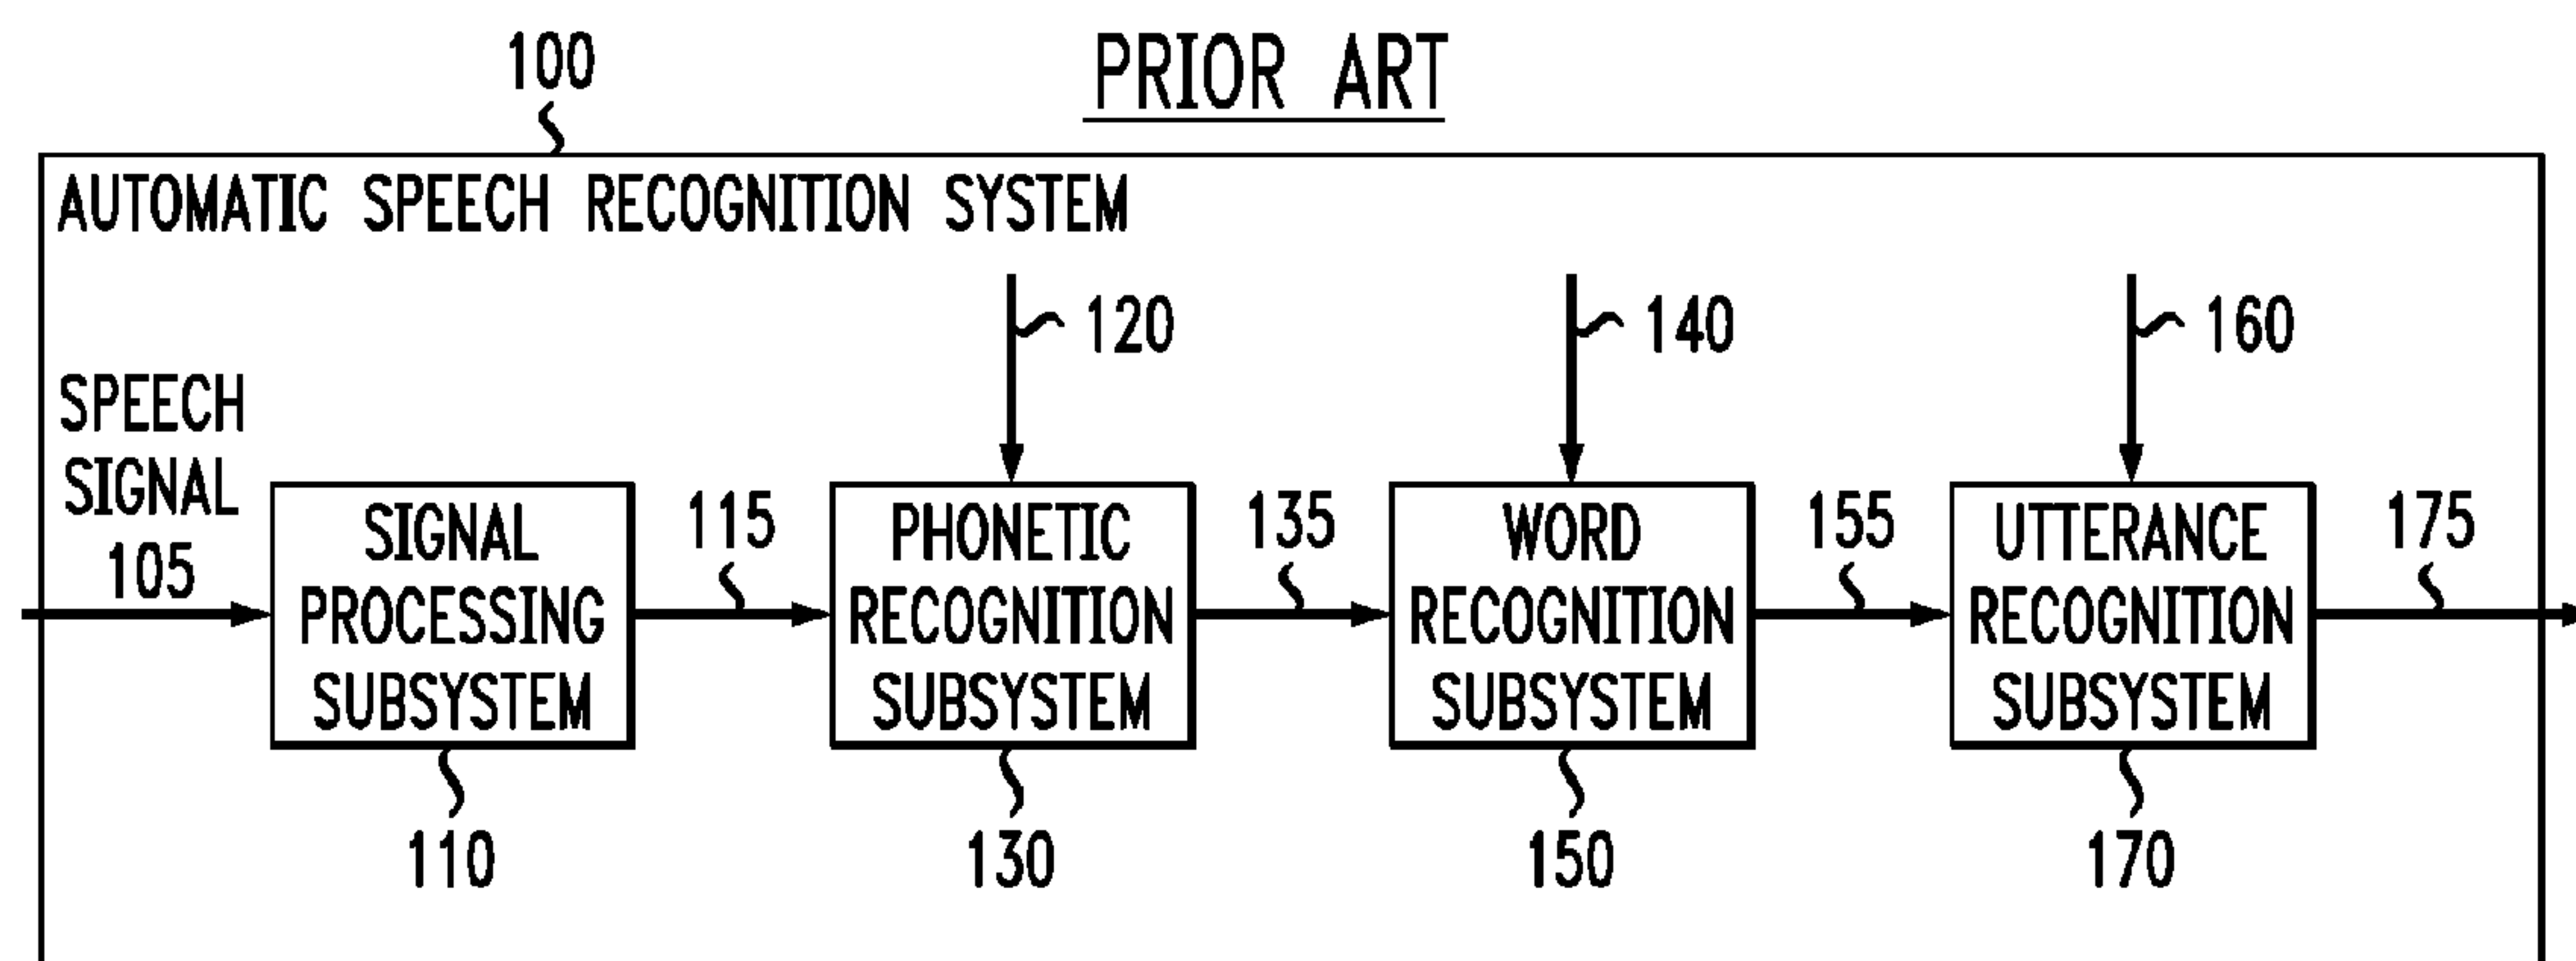 PRIOR ART
100
AUTOMATIC SPEECH RECOGNITION SYSTEM
120
140
160
SPEECH
SIGNAL
105
SIGNAL
PROCESSING
SUBSYSTEM
110
115
PHONETIC
RECOGNITION
SUBSYSTEM
130
135
WORD
RECOGNITION
SUBSYSTEM
150
155
UTTERANCE
RECOGNITION
SUBSYSTEM
170
175